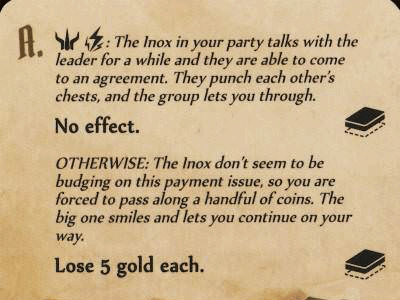 A. : The Inox in your party talks with the
leader for a while and they are able to come
to an agreement. They punch each other's
chests, and the group lets you through.
No effect.
OTHERWISE: The Inox don't seem to be
budging on this payment issue, so you are
forced to pass along a handful of coins. The
big one smiles and lets you continue on your
way.
Lose 5 gold each.